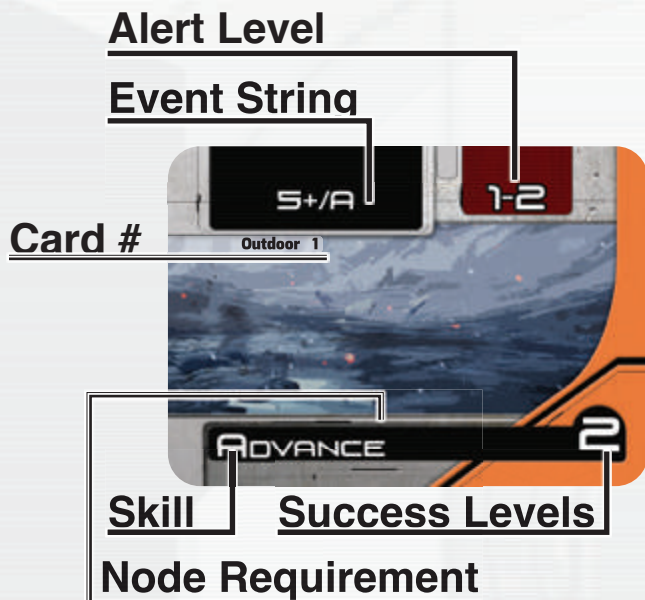 Alert Level
Event String
5+/A 1-2
Card #
Outdoor 1
Advance 2
Skill Success Levels
Node Requirement